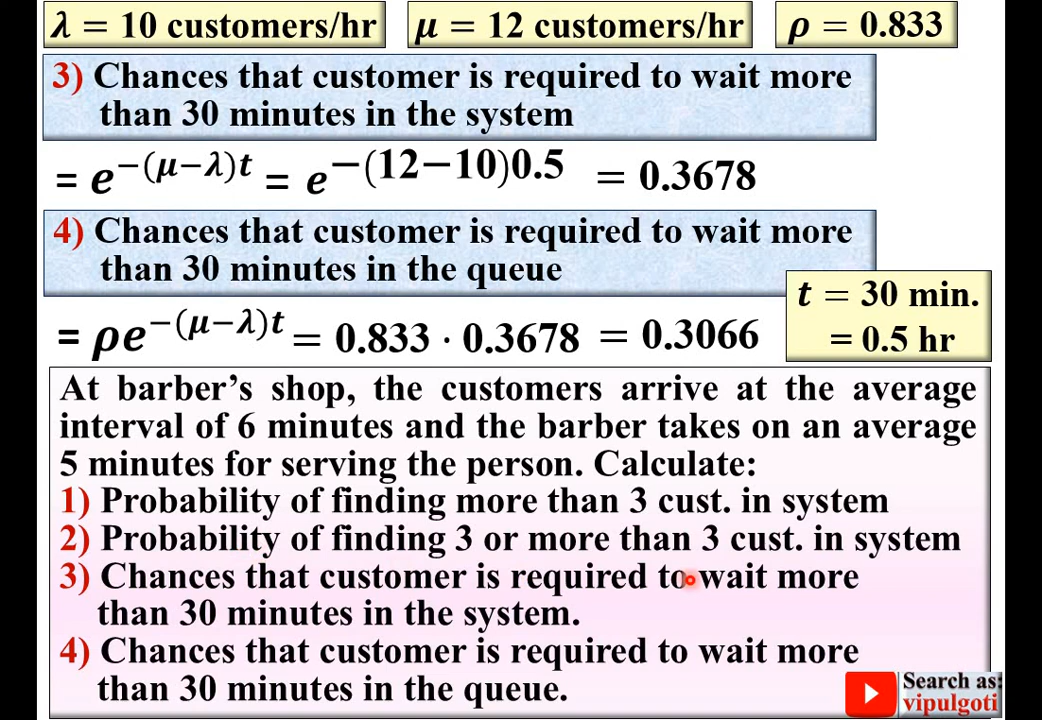 λ = 10 customers/hr μ = 12 customers/hr ρ = 0.833
3) Chances that customer is required to wait more
than 30 minutes in the system
= e^−(μ−λ)t = e^−(12−10)0.5 = 0.3678
4) Chances that customer is required to wait more
than 30 minutes in the queue
t = 30 min.
= 0.5 hr
= ρe^−(μ−λ)t = 0.833 · 0.3678 = 0.3066
At barber's shop, the customers arrive at the average
interval of 6 minutes and the barber takes on an average
5 minutes for serving the person. Calculate:
1) Probability of finding more than 3 cust. in system
2) Probability of finding 3 or more than 3 cust. in system
3) Chances that customer is required to wait more
than 30 minutes in the system.
4) Chances that customer is required to wait more
than 30 minutes in the queue.
Search as:
vipulgoti